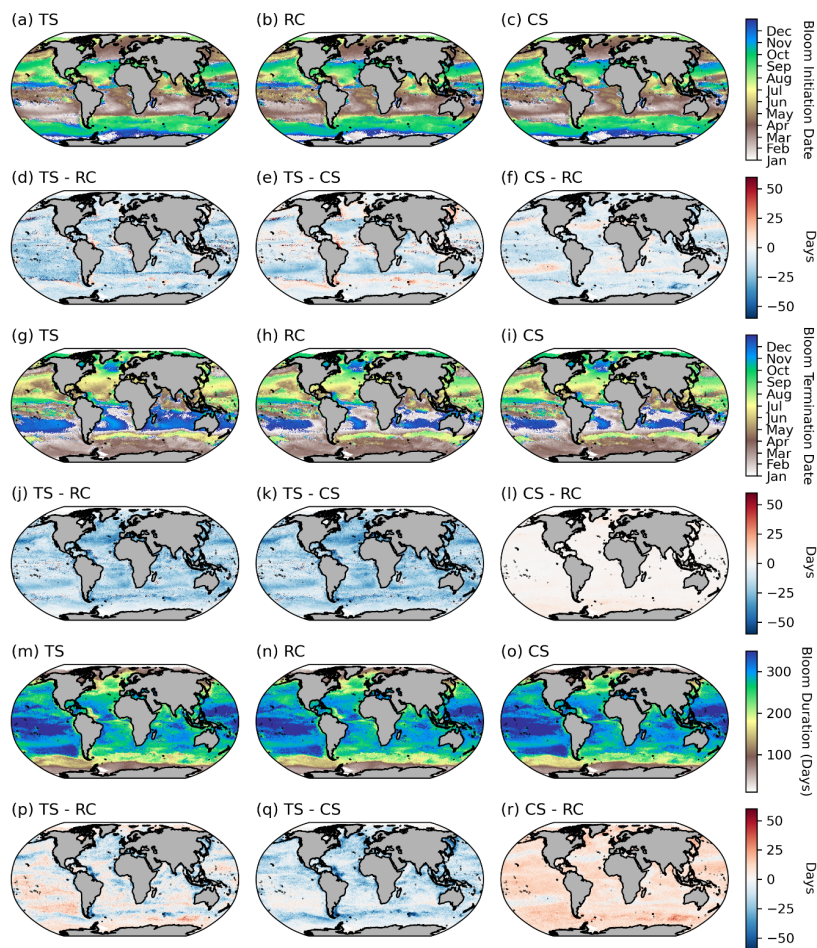 (a) TS
(b) RC
(c) CS
Dec
Nov
Oct
Sep
Aug
Jul
Jun
May
Apr
Mar
Feb
Jan
Bloom Initiation Date
(d) TS - RC
(e) TS - CS
(f) CS - RC
50
25
0
−25
−50
Days
(g) TS
(h) RC
(i) CS
Dec
Nov
Oct
Sep
Aug
Jul
Jun
May
Apr
Mar
Feb
Jan
Bloom Termination Date
(j) TS - RC
(k) TS - CS
(l) CS - RC
50
25
0
−25
−50
Days
(m) TS
(n) RC
(o) CS
300
200
100
Bloom Duration (Days)
(p) TS - RC
(q) TS - CS
(r) CS - RC
50
25
0
−25
−50
Days